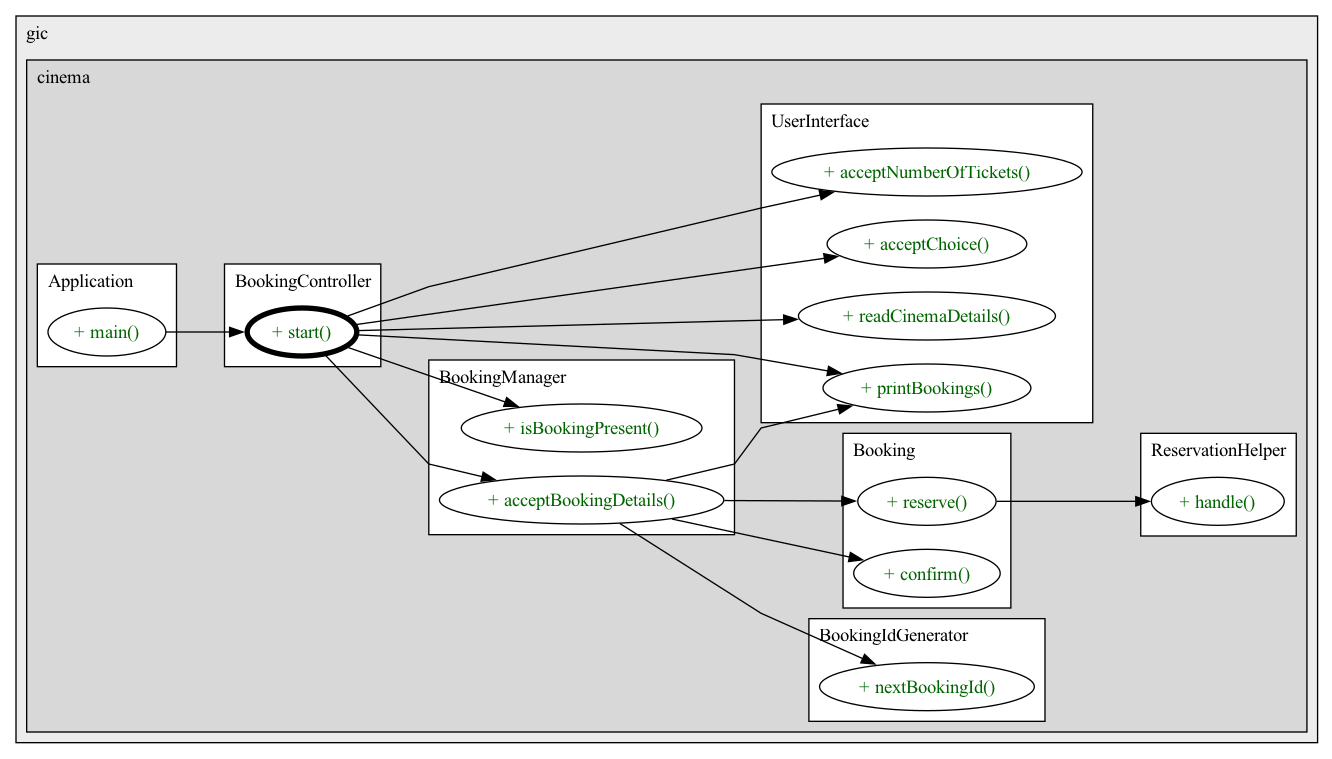 gic
cinema
UserInterface
+ acceptNumberOfTickets()
+ acceptChoice()
+ readCinemaDetails()
+ printBookings()
Application
+ main()
BookingController
+ start()
BookingManager
+ isBookingPresent()
+ acceptBookingDetails()
Booking
+ reserve()
+ confirm()
ReservationHelper
+ handle()
BookingIdGenerator
+ nextBookingId()